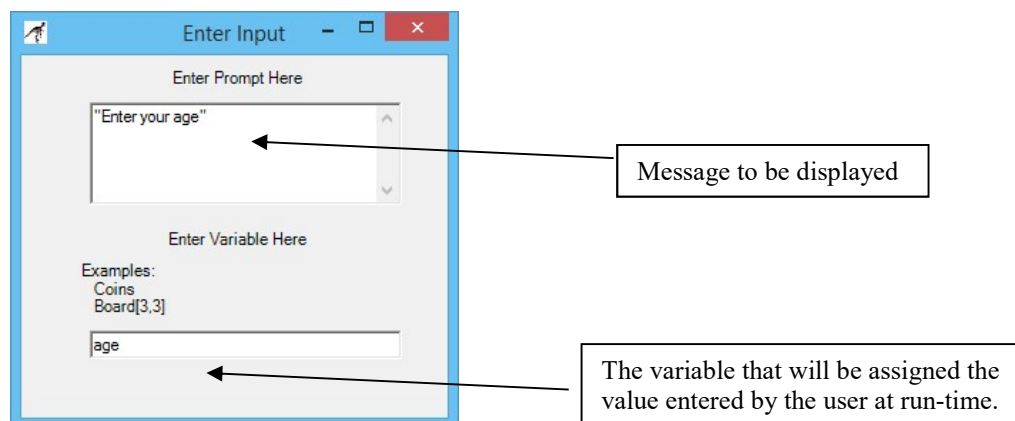 Enter Input
Enter Prompt Here
"Enter your age"
Message to be displayed
Enter Variable Here
Examples:
Coins
Board[3,3]
age
The variable that will be assigned the
value entered by the user at run-time.